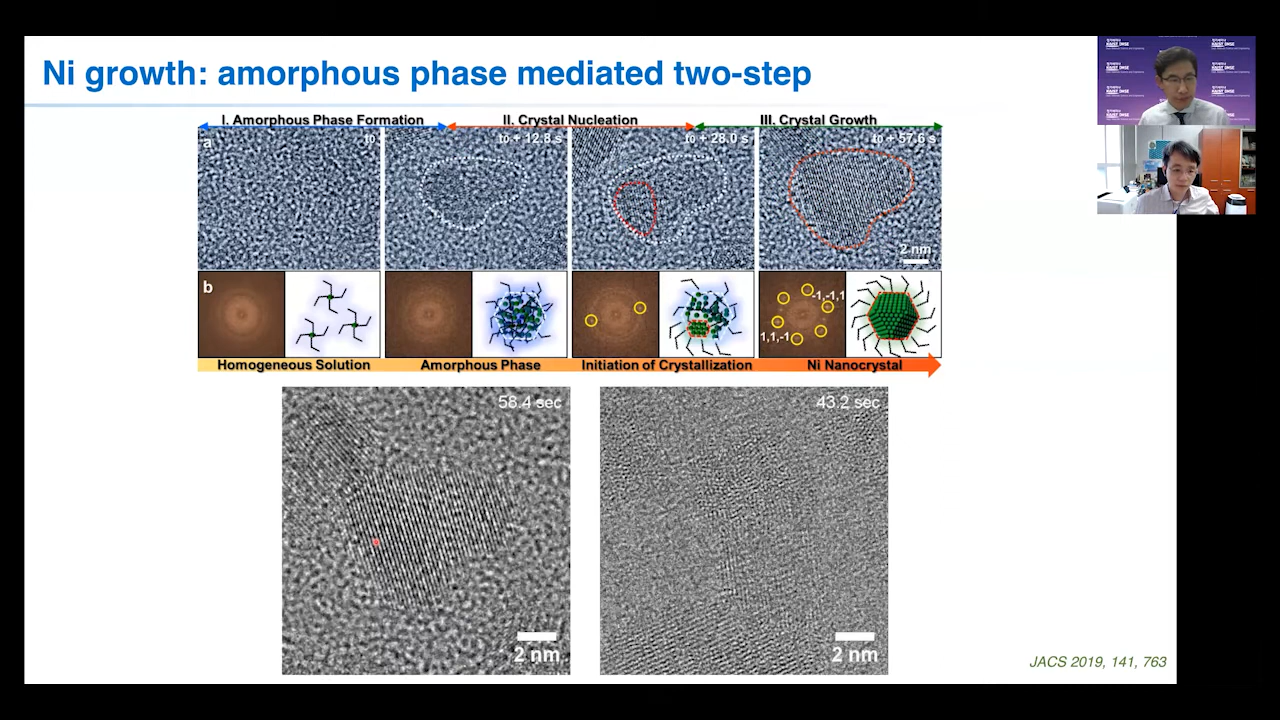 Ni growth: amorphous phase mediated two-step
I. Amorphous Phase Formation
II. Crystal Nucleation
III. Crystal Growth
a
t0
t0 + 12.8 s
t0 + 28.0 s
t0 + 57.6 s
2 nm
b
-1,-1,1
1,1,-1
Homogeneous Solution
Amorphous Phase
Initiation of Crystallization
Ni Nanocrystal
58.4 sec
43.2 sec
2 nm
2 nm
JACS 2019, 141, 763